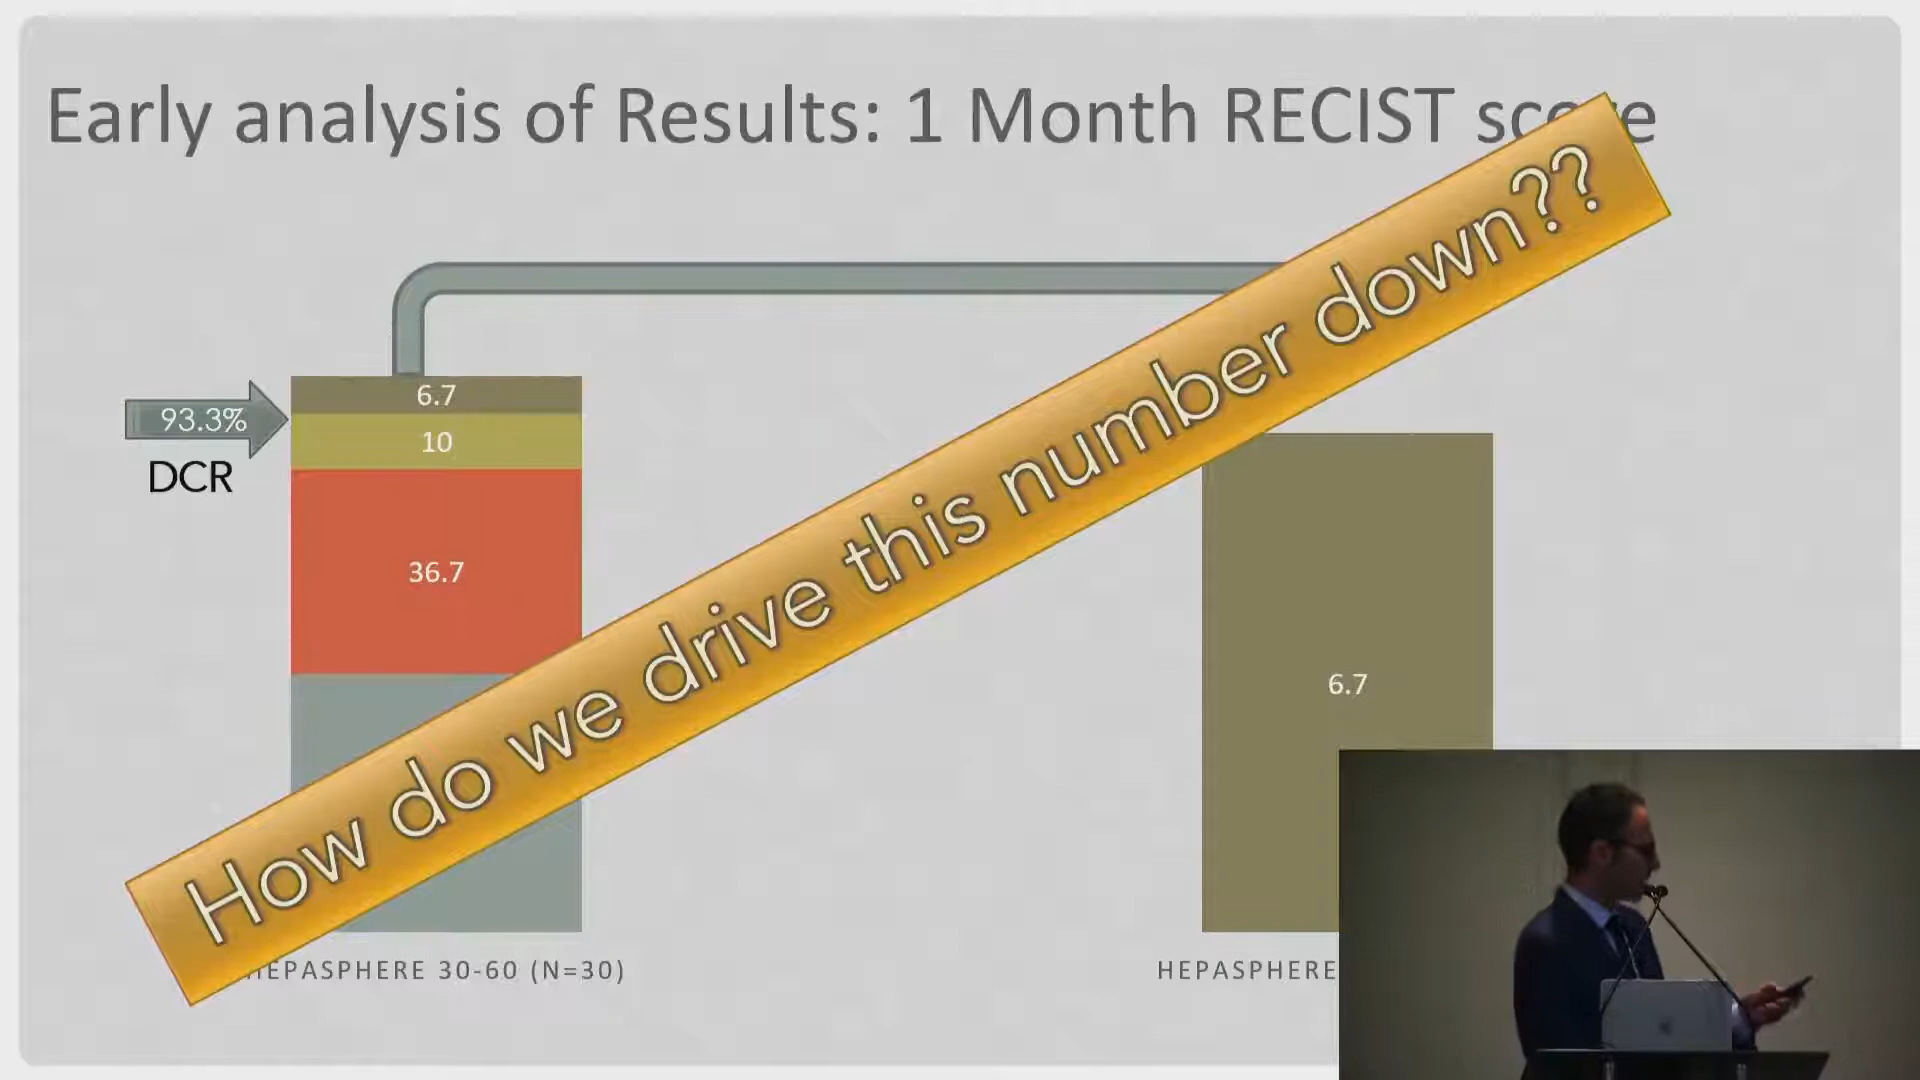 Early analysis of Results: 1 Month RECIST score
How do we drive this number down??
6.7
93.3%
10
DCR
36.7
6.7
HEPASPHERE 30-60 (N=30)
HEPASPHERE